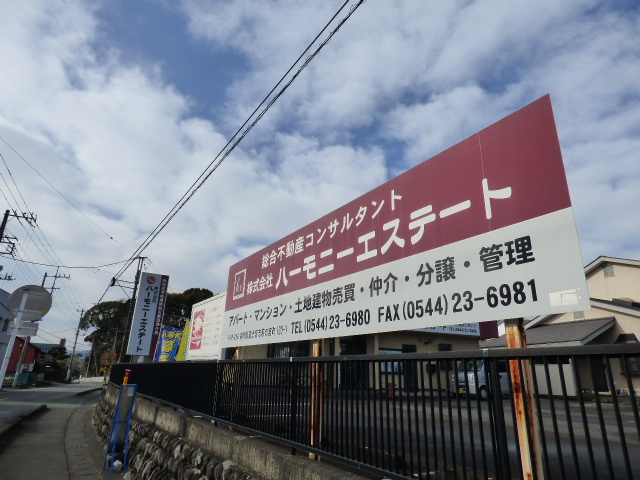 総合不動産コンサルタント
株式会社 ハーモニーエステート
アパート・マンション・土地建物売買・仲介・分譲・管理
TEL (0544) 23-6980 FAX (0544) 23-6981
ハーモニーエステート